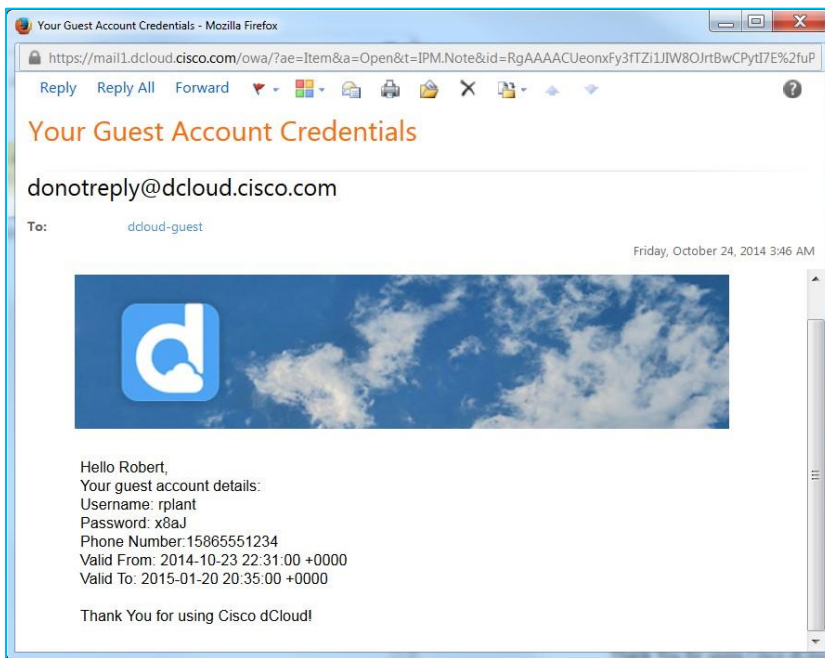 Your Guest Account Credentials - Mozilla Firefox
https://mail1.dcloud.cisco.com/owa/?ae=Item&a=Open&t=IPM.Note&id=RgAAAACUeonxFy3fTZi1JIW8OJrtBwCPytI7E%2fuP
Reply Reply All Forward
Your Guest Account Credentials
donotreply@dcloud.cisco.com
To: dcloud-guest
Friday, October 24, 2014 3:46 AM
d
Hello Robert,
Your guest account details:
Username: rplant
Password: x8aJ
Phone Number:15865551234
Valid From: 2014-10-23 22:31:00 +0000
Valid To: 2015-01-20 20:35:00 +0000
Thank You for using Cisco dCloud!